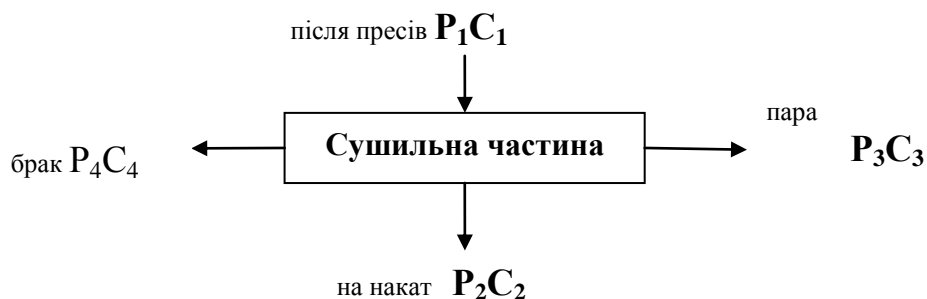 після пресів P₁C₁
пара
Сушильна частина
брак P₄C₄
P₃C₃
на накат P₂C₂